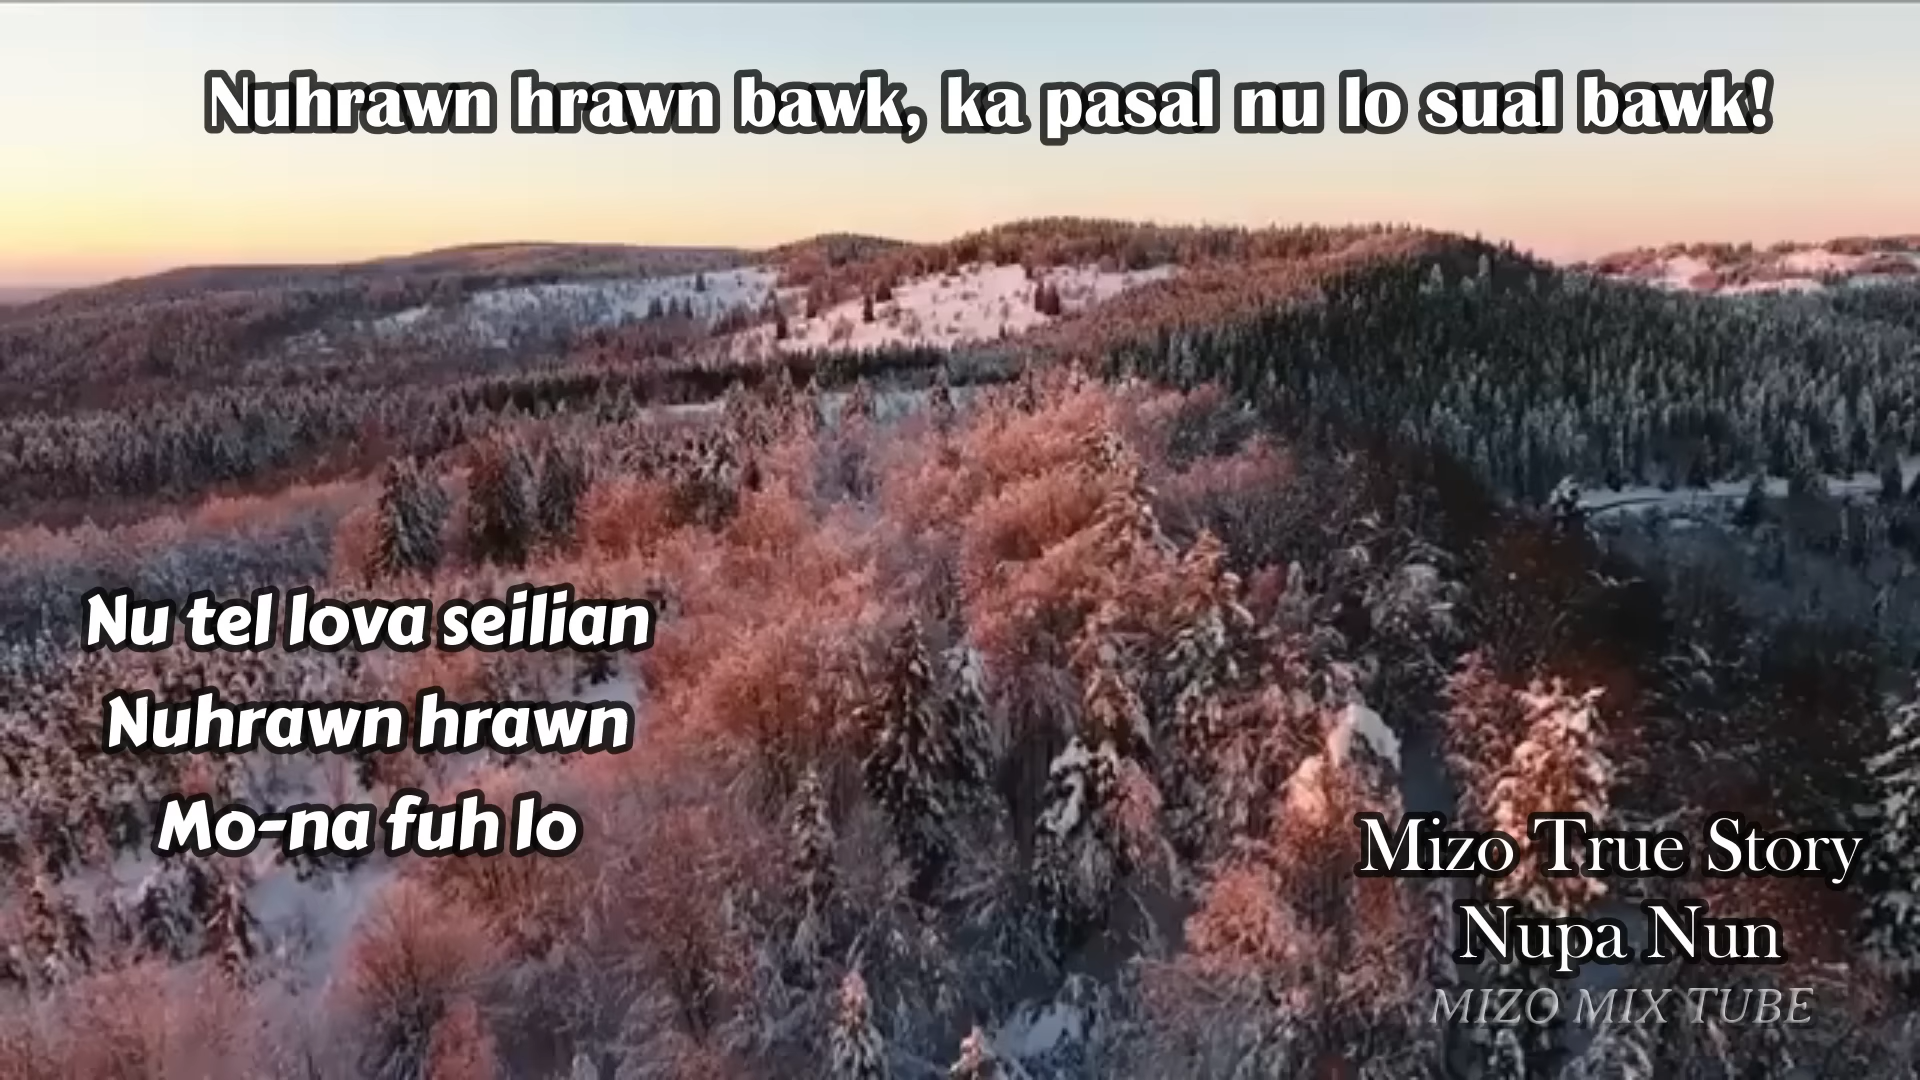 Nuhrawn hrawn bawk, ka pasal nu lo sual bawk!
Nu tel lova seilian
Nuhrawn hrawn
Mo-na fuh lo
Mizo True Story
Nupa Nun
MIZO MIX TUBE